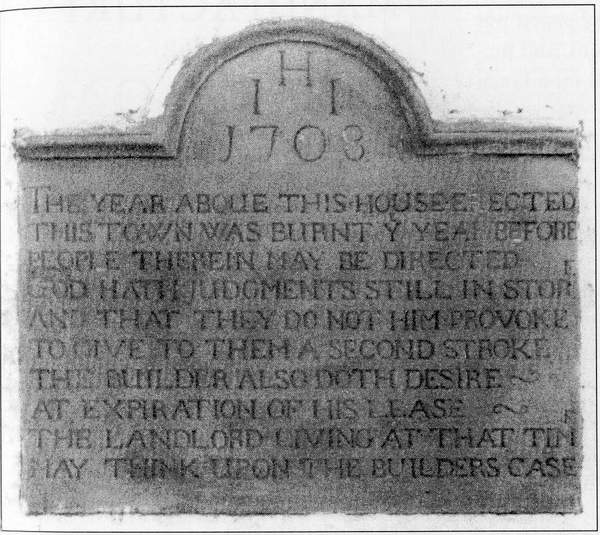 H
I I
1708
THE YEAR ABOUE THIS HOUSE ERECTED
THIS TOWN WAS BURNT Y YEAR BEFORE
PEOPLE THEREIN MAY BE DIRECTED
GOD HATH JUDGMENTS STILL IN STORE
AND THAT THEY DO NOT HIM PROVOKE
TO GIVE TO THEM A SECOND STROKE
THE BUILDER ALSO DOTH DESIRE ~
AT EXPIRATION OF HIS LEASE ~
THE LANDLORD LIVING AT THAT TIME
MAY THINK UPON THE BUILDERS CASE